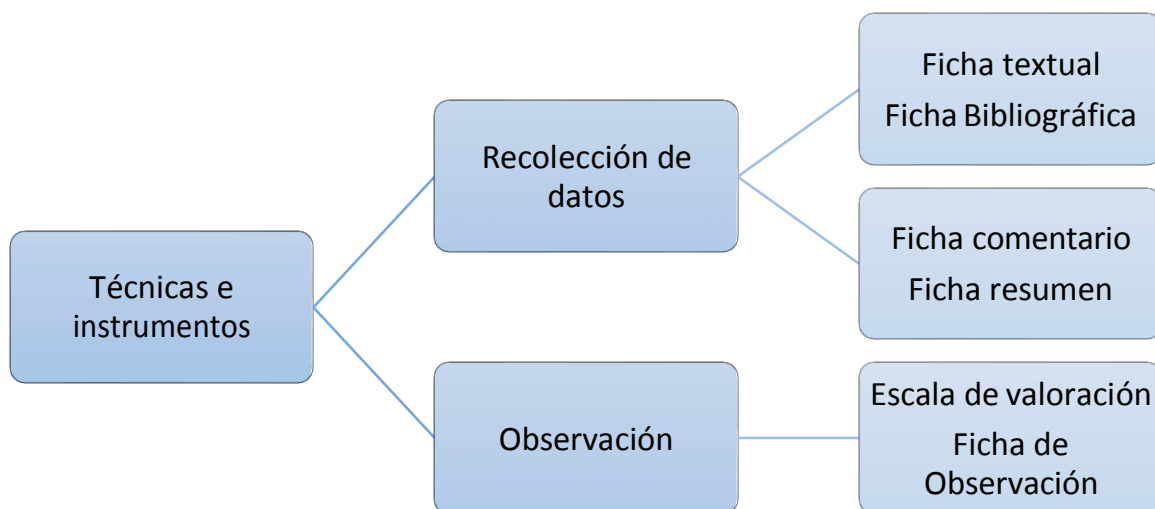 Técnicas e
instrumentos
Recolección de
datos
Observación
Ficha textual
Ficha Bibliográfica
Ficha comentario
Ficha resumen
Escala de valoración
Ficha de
Observación